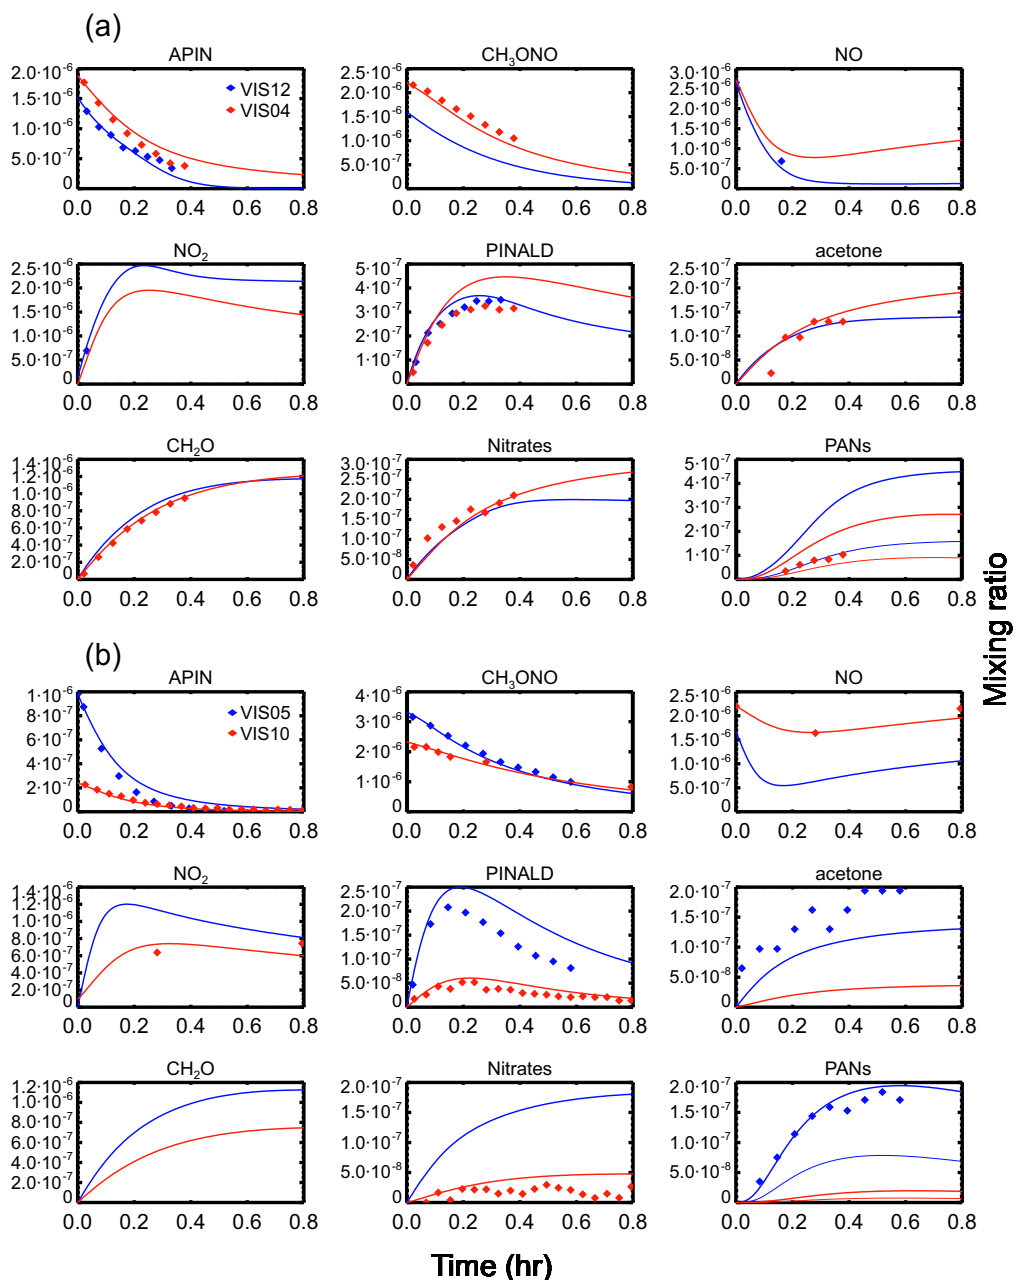 (a)
APIN
CH₃ONO
NO
2.0·10⁻⁶
1.5·10⁻⁶
1.0·10⁻⁶
5.0·10⁻⁷
0
VIS12
VIS04
2.5·10⁻⁶
2.0·10⁻⁶
1.5·10⁻⁶
1.0·10⁻⁶
5.0·10⁻⁷
0
3.0·10⁻⁶
2.5·10⁻⁶
2.0·10⁻⁶
1.5·10⁻⁶
1.0·10⁻⁶
5.0·10
0
0.0 0.2 0.4 0.6 0.8
0.0 0.2 0.4 0.6 0.8
0.0 0.2 0.4 0.6 0.8
NO₂
PINALD
acetone
2.5·10⁻⁶
2.0·10⁻⁶
1.5·10⁻⁶
1.0·10⁻⁶
5.0·10⁻⁷
0
5·10⁻⁷
4·10⁻⁷
3·10⁻⁷
2·10⁻⁷
1·10⁻⁷
0
2.5·10⁻⁷
2.0·10⁻⁷
1.5·10⁻⁷
1.0·10⁻⁷
5.0·10⁻⁸
0
0.0 0.2 0.4 0.6 0.8
0.0 0.2 0.4 0.6 0.8
0.0 0.2 0.4 0.6 0.8
CH₂O
Nitrates
PANs
1.4·10⁻⁶
1.2·10⁻⁶
1.0·10⁻⁶
8.0·10⁻⁷
6.0·10⁻⁷
4.0·10⁻⁷
2.0·10⁻⁷
0
3.0·10⁻⁷
2.5·10⁻⁷
2.0·10⁻⁷
1.5·10⁻⁷
1.0·10⁻⁷
5.0·10⁻⁸
0
5·10⁻⁷
4·10⁻⁷
3·10⁻⁷
2·10⁻⁷
1·10⁻⁷
0
0.0 0.2 0.4 0.6 0.8
0.0 0.2 0.4 0.6 0.8
0.0 0.2 0.4 0.6 0.8
Mixing ratio
(b)
APIN
CH₃ONO
NO
1·10⁻⁶
8·10⁻⁷
6·10⁻⁷
4·10⁻⁷
2·10⁻⁷
0
VIS05
VIS10
4·10⁻⁶
3·10⁻⁶
2·10⁻⁶
1·10⁻⁶
0
2.5·10⁻⁶
2.0·10⁻⁶
1.5·10⁻⁶
1.0·10⁻⁶
5.0·10⁻⁷
0
0.0 0.2 0.4 0.6 0.8
0.0 0.2 0.4 0.6 0.8
0.0 0.2 0.4 0.6 0.8
NO₂
PINALD
acetone
1.4·10⁻⁶
1.2·10⁻⁶
1.0·10⁻⁶
8.0·10⁻⁷
6.0·10⁻⁷
4.0·10⁻⁷
2.0·10⁻⁷
0
2.5·10⁻⁷
2.0·10⁻⁷
1.5·10⁻⁷
1.0·10⁻⁷
5.0·10⁻⁸
0
2.0·10⁻⁷
1.5·10⁻⁷
1.0·10⁻⁷
5.0·10⁻⁸
0
0.0 0.2 0.4 0.6 0.8
0.0 0.2 0.4 0.6 0.8
0.0 0.2 0.4 0.6 0.8
CH₂O
Nitrates
PANs
1.2·10⁻⁶
1.0·10⁻⁶
8.0·10⁻⁷
6.0·10⁻⁷
4.0·10⁻⁷
2.0·10⁻⁷
0
2.0·10⁻⁷
1.5·10⁻⁷
1.0·10⁻⁷
5.0·10⁻⁸
0
2.0·10⁻⁷
1.5·10⁻⁷
1.0·10⁻⁷
5.0·10⁻⁸
0
0.0 0.2 0.4 0.6 0.8
0.0 0.2 0.4 0.6 0.8
0.0 0.2 0.4 0.6 0.8
Time (hr)